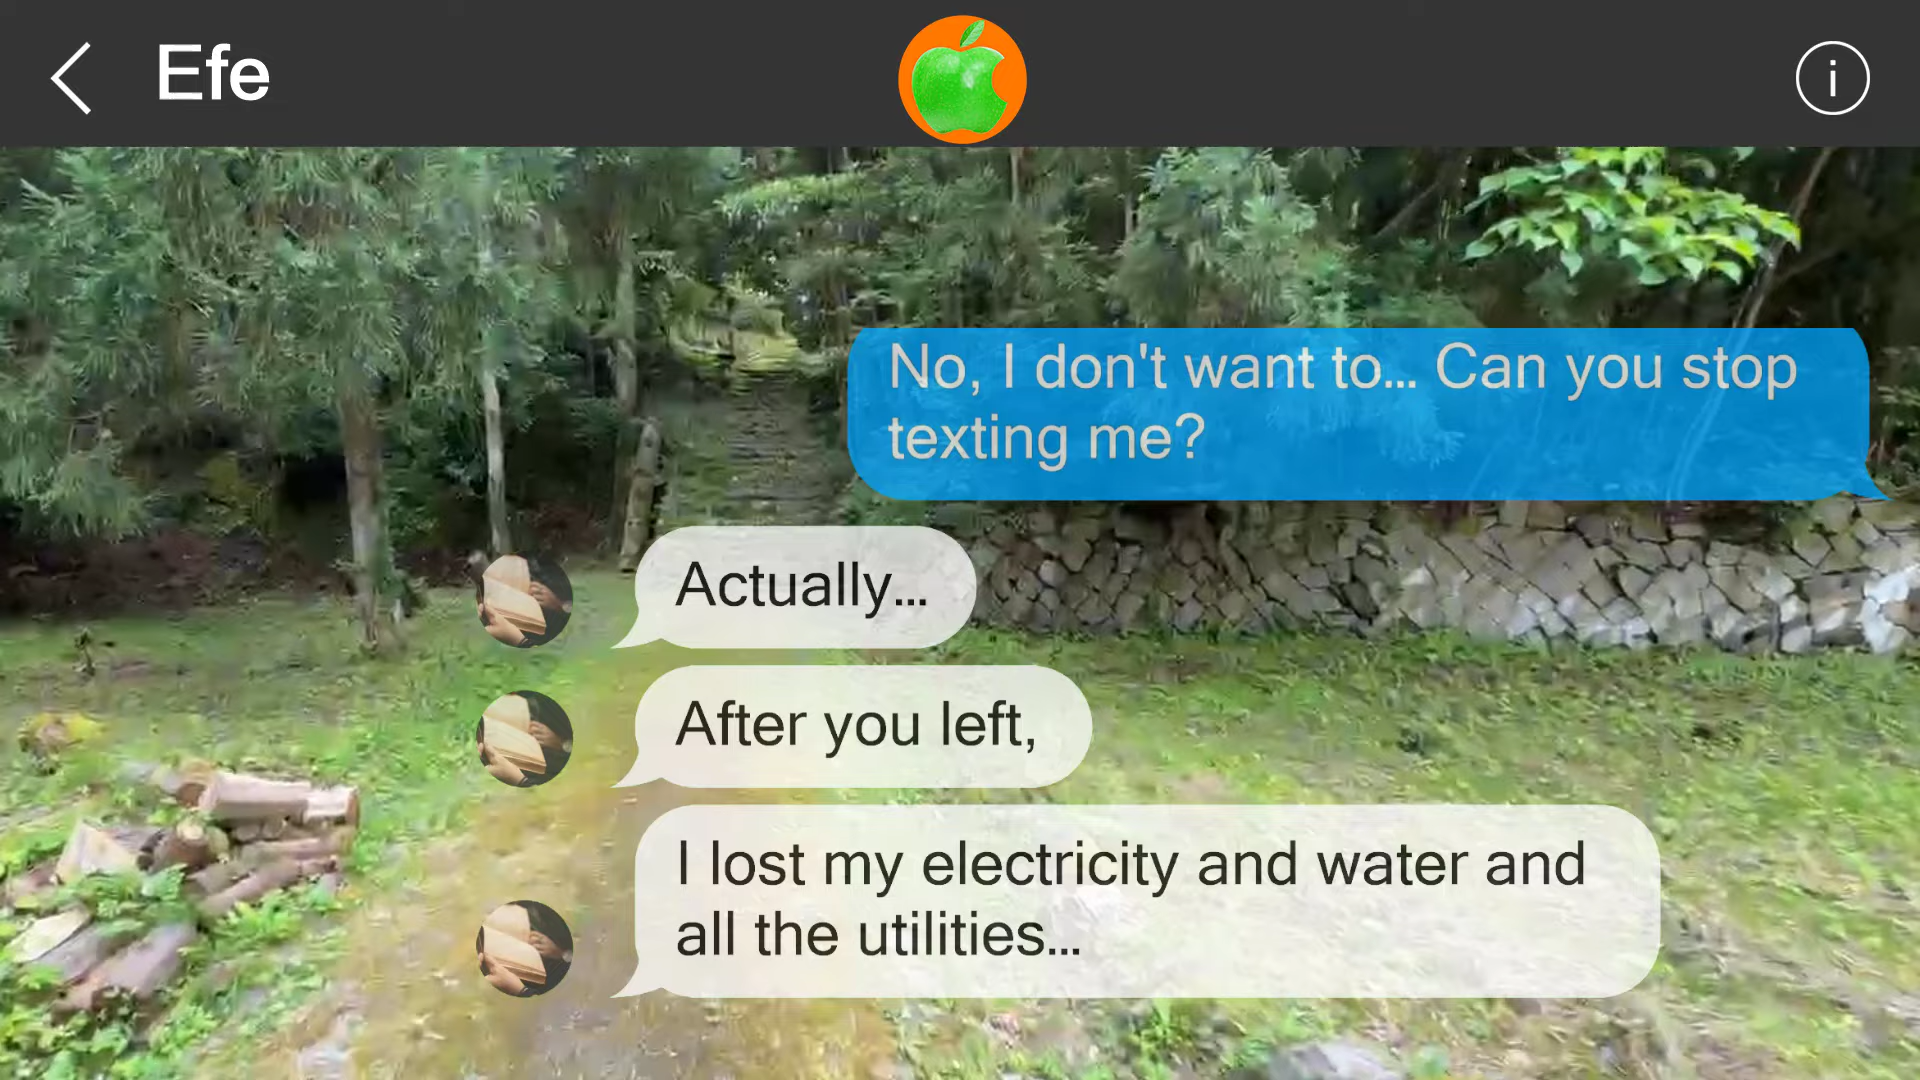 Efe
No, I don't want to... Can you stop
texting me?
Actually...
After you left,
I lost my electricity and water and
all the utilities...